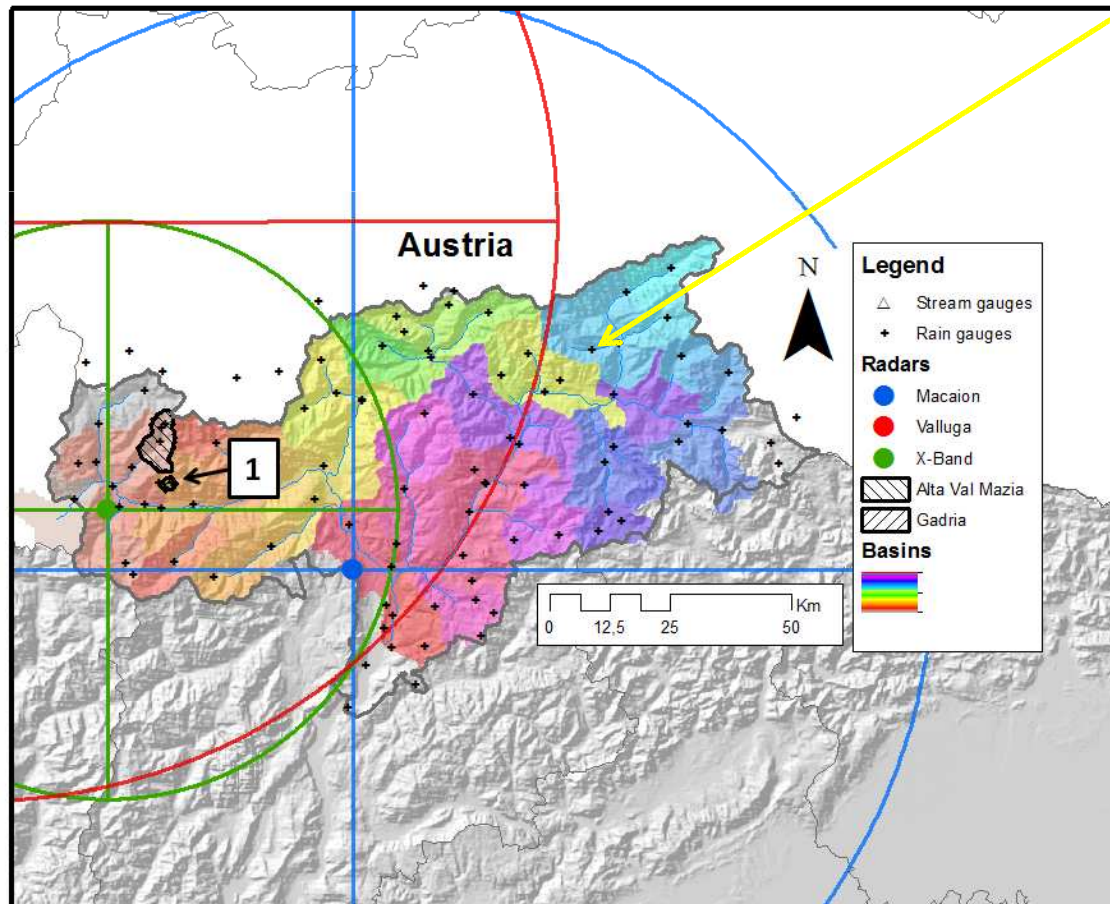 Austria
N
Legend
Stream gauges
Rain gauges
Radars
Macaion
Valluga
X-Band
Alta Val Mazia
Gadria
Basins
1
Km
0 12,5 25 50